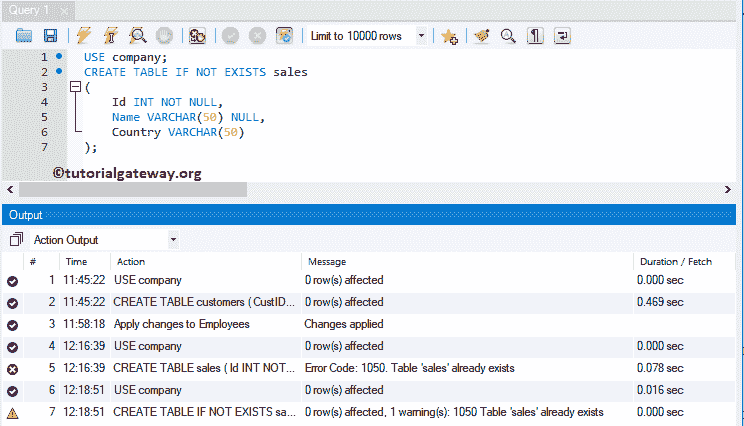 Query 1
Limit to 10000 rows
1 USE company;
2 CREATE TABLE IF NOT EXISTS sales
3 (
4 Id INT NOT NULL,
5 Name VARCHAR(50) NULL,
6 Country VARCHAR(50)
7 );
©tutorialgateway.org
Output
Action Output
# Time Action Message Duration / Fetch
1 11:45:22 USE company 0 row(s) affected 0.000 sec
2 11:45:22 CREATE TABLE customers ( CustID... 0 row(s) affected 0.469 sec
3 11:58:18 Apply changes to Employees Changes applied
4 12:16:39 USE company 0 row(s) affected 0.000 sec
5 12:16:39 CREATE TABLE sales ( Id INT NOT... Error Code: 1050. Table 'sales' already exists 0.078 sec
6 12:18:51 USE company 0 row(s) affected 0.016 sec
7 12:18:51 CREATE TABLE IF NOT EXISTS sa... 0 row(s) affected, 1 warning(s): 1050 Table 'sales' already exists 0.000 sec